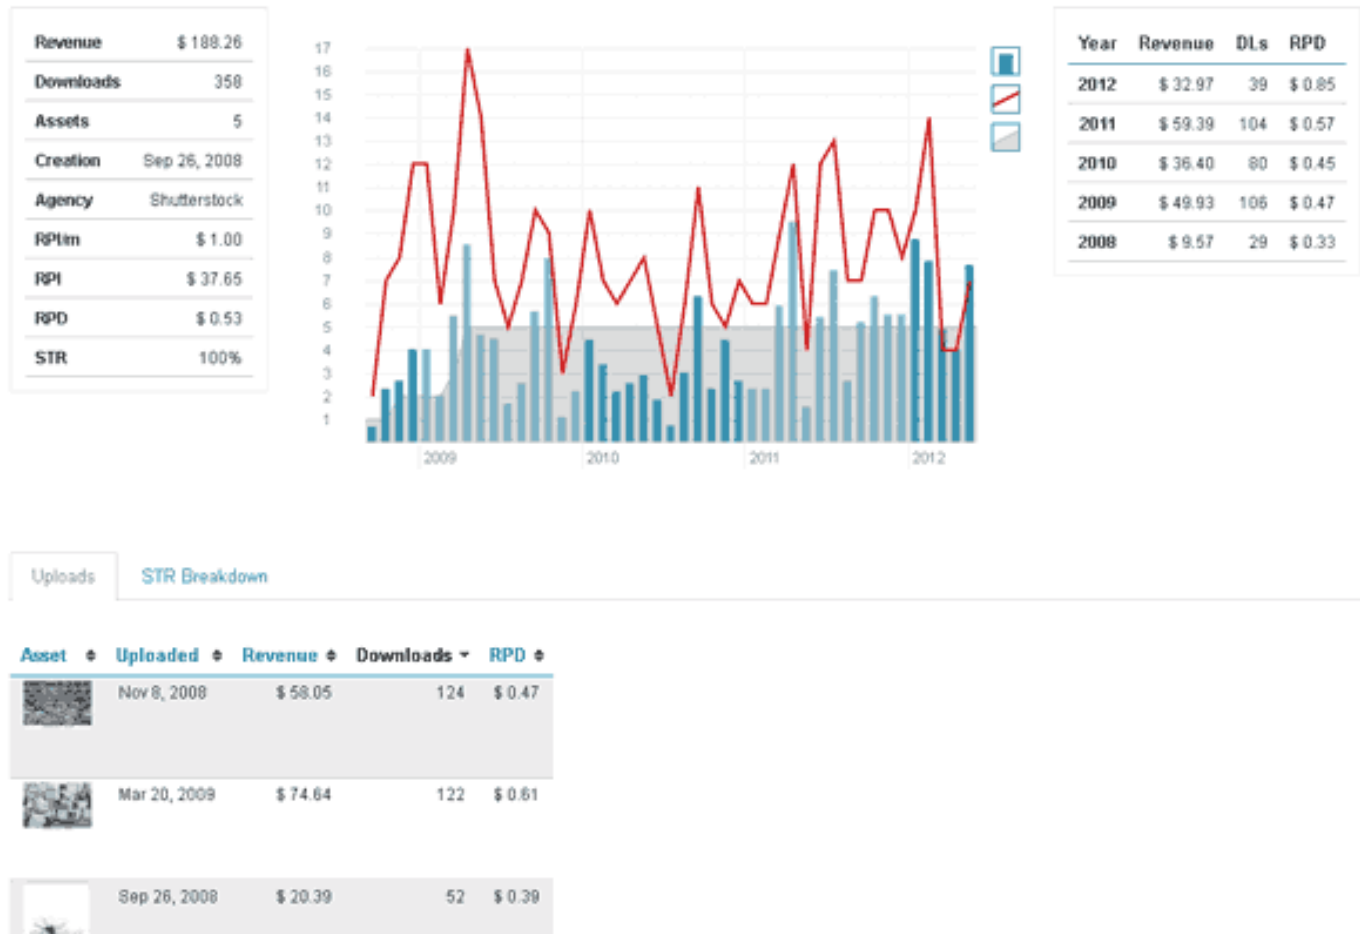 Revenue $ 188.26
Downloads 358
Assets 5
Creation Sep 26, 2008
Agency Shutterstock
RPI/m $ 1.00
RPI $ 37.65
RPD $ 0.53
STR 100%
17
16
15
14
13
12
11
10
9
8
7
6
5
4
3
2
1
2009 2010 2011 2012
Year Revenue DLs RPD
2012 $ 32.97 39 $ 0.85
2011 $ 59.39 104 $ 0.57
2010 $ 36.40 80 $ 0.45
2009 $ 49.93 106 $ 0.47
2008 $ 9.57 29 $ 0.33
Uploads STR Breakdown
Asset Uploaded Revenue Downloads RPD
Nov 8, 2008 $ 58.05 124 $ 0.47
Mar 20, 2009 $ 74.64 122 $ 0.61
Sep 26, 2008 $ 20.39 52 $ 0.39